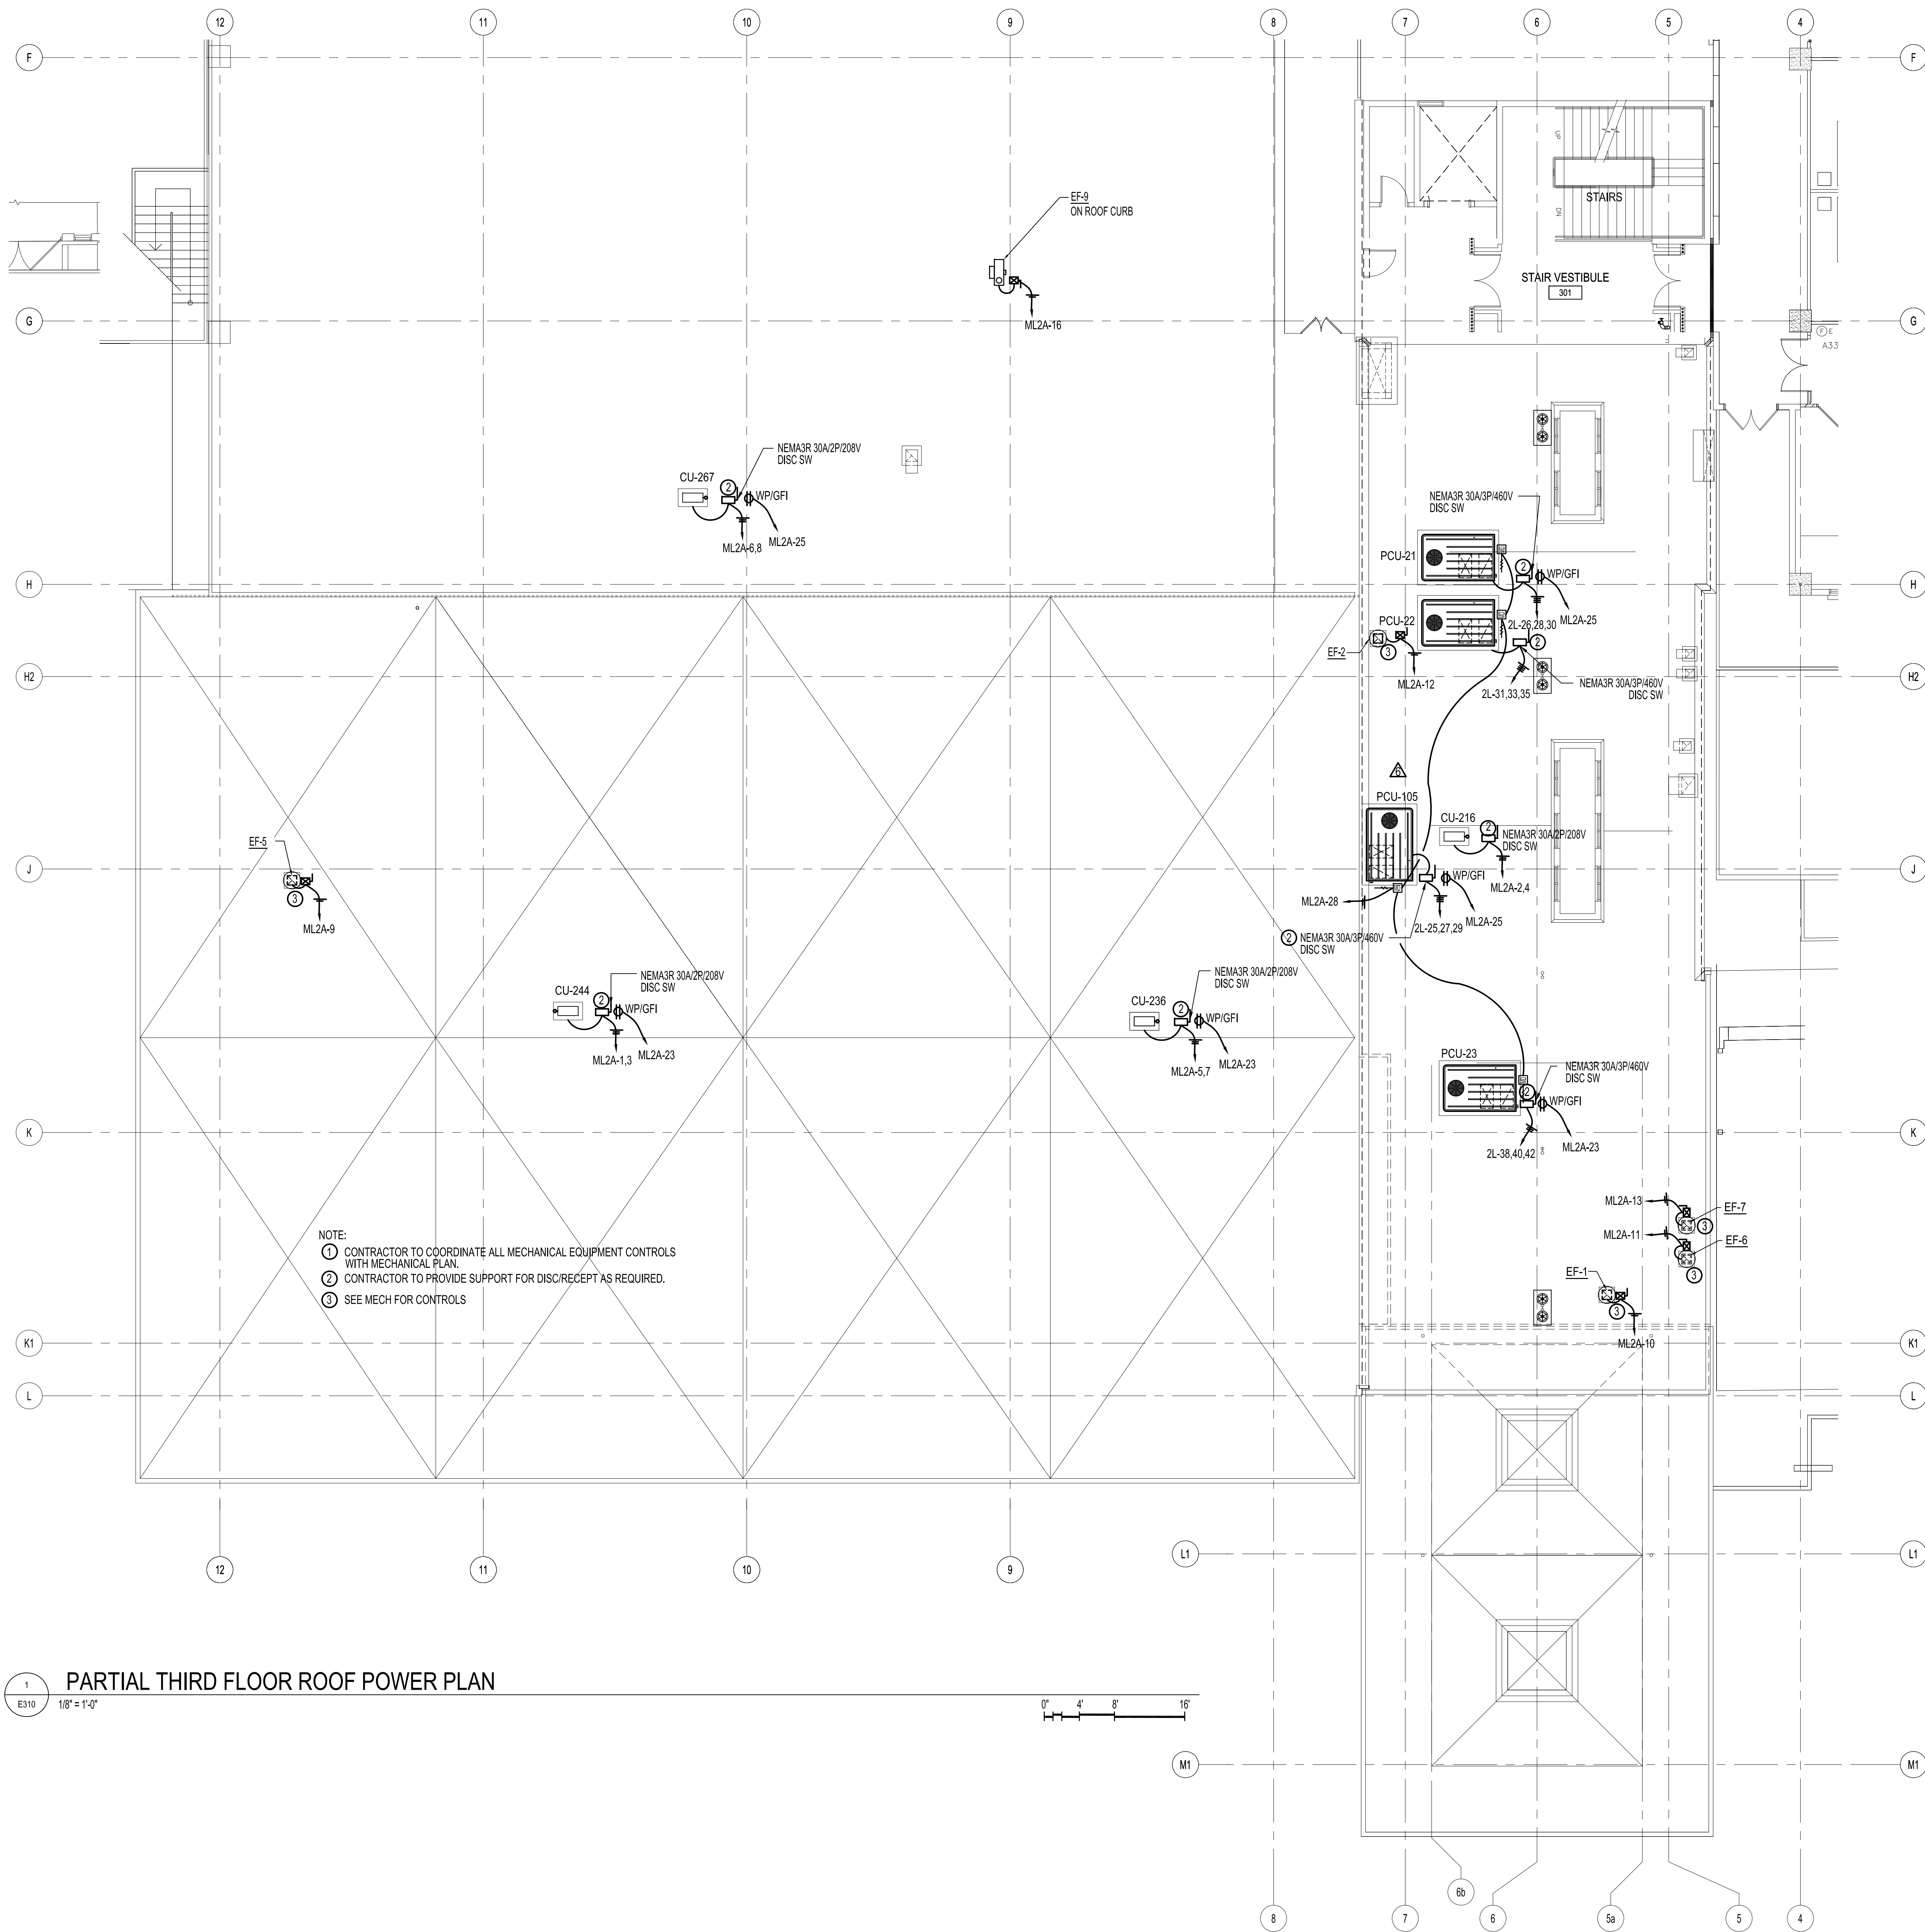 12
11
10
9
8
7
6
5
4
F
F
UP
STAIRS
DN
EF-9
ON ROOF CURB
STAIR VESTIBULE
301
G
ML2A-16
G
F E
A33
NEMA3R 30A/2P/208V
DISC SW
CU-267
2
WP/GFI
ML2A-6,8
ML2A-25
NEMA3R 30A/3P/460V
DISC SW
PCU-21
2
WP/GFI
H
H
2L-26,28,30
ML2A-25
PCU-22
EF-2
3
2
ML2A-12
H2
H2
NEMA3R 30A/3P/460V
DISC SW
2L-31,33,35
6
PCU-105
CU-216
2
NEMA3R 30A/2P/208V
DISC SW
EF-5
J
J
WP/GFI
3
ML2A-2,4
ML2A-28
ML2A-9
2L-25,27,29
ML2A-25
2
NEMA3R 30A/3P/460V
DISC SW
NEMA3R 30A/2P/208V
DISC SW
CU-244
2
WP/GFI
ML2A-1,3
ML2A-23
NEMA3R 30A/2P/208V
DISC SW
CU-236
2
WP/GFI
ML2A-5,7
ML2A-23
PCU-23
NEMA3R 30A/3P/460V
DISC SW
2
WP/GFI
K
K
2L-38,40,42
ML2A-23
ML2A-13
EF-7
3
ML2A-11
EF-6
3
EF-1
3
ML2A-10
NOTE:
1 CONTRACTOR TO COORDINATE ALL MECHANICAL EQUIPMENT CONTROLS
WITH MECHANICAL PLAN.
2 CONTRACTOR TO PROVIDE SUPPORT FOR DISC/RECEPT AS REQUIRED.
3 SEE MECH FOR CONTROLS
K1
K1
L
L
L1
L1
12
11
10
9
1
E310
PARTIAL THIRD FLOOR ROOF POWER PLAN
1/8" = 1'-0"
0"
4'
8'
16'
M1
M1
6b
8
7
6
5a
5
4